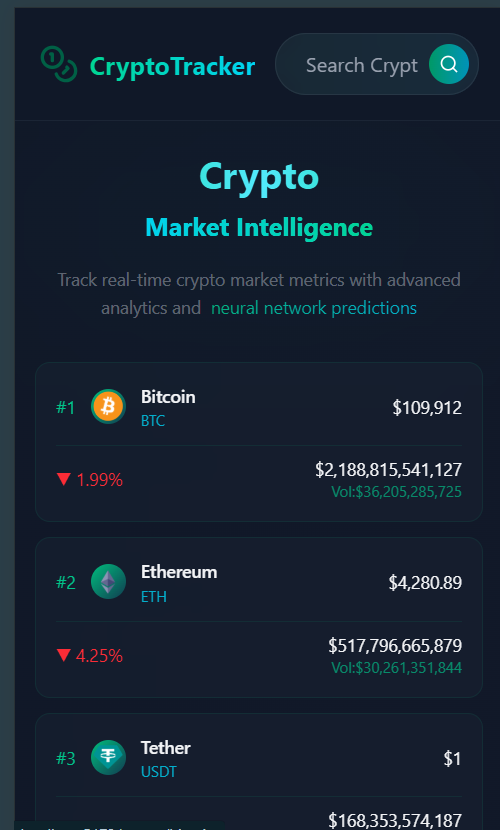 CryptoTracker
Search Crypt
Crypto
Market Intelligence
Track real-time crypto market metrics with advanced
analytics and neural network predictions
#1
Bitcoin
BTC
$109,912
▼ 1.99%
$2,188,815,541,127
Vol:$36,205,285,725
#2
Ethereum
ETH
$4,280.89
▼ 4.25%
$517,796,665,879
Vol:$30,261,351,844
#3
Tether
USDT
$1
$168,353,574,187